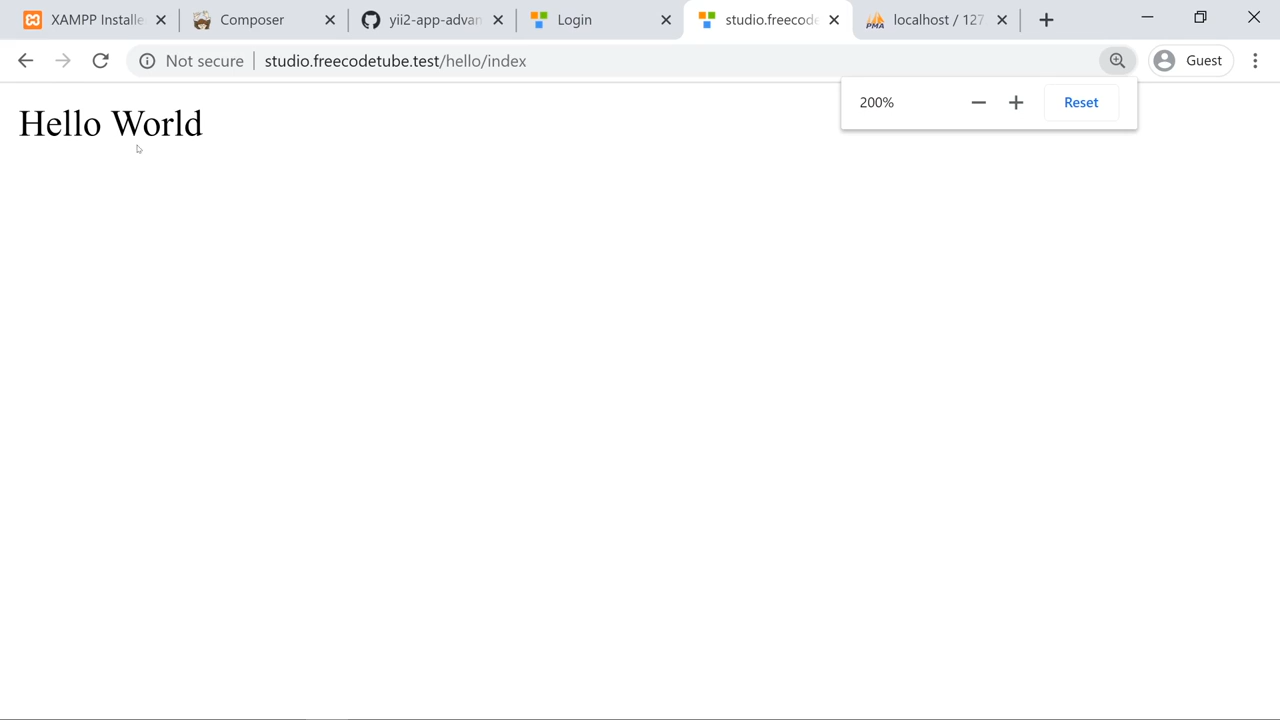 XAMPP Installe
Composer
yii2-app-advan
Login
studio.freecode
localhost / 127
Not secure
studio.freecodetube.test/hello/index
Guest
200%
Reset
Hello World